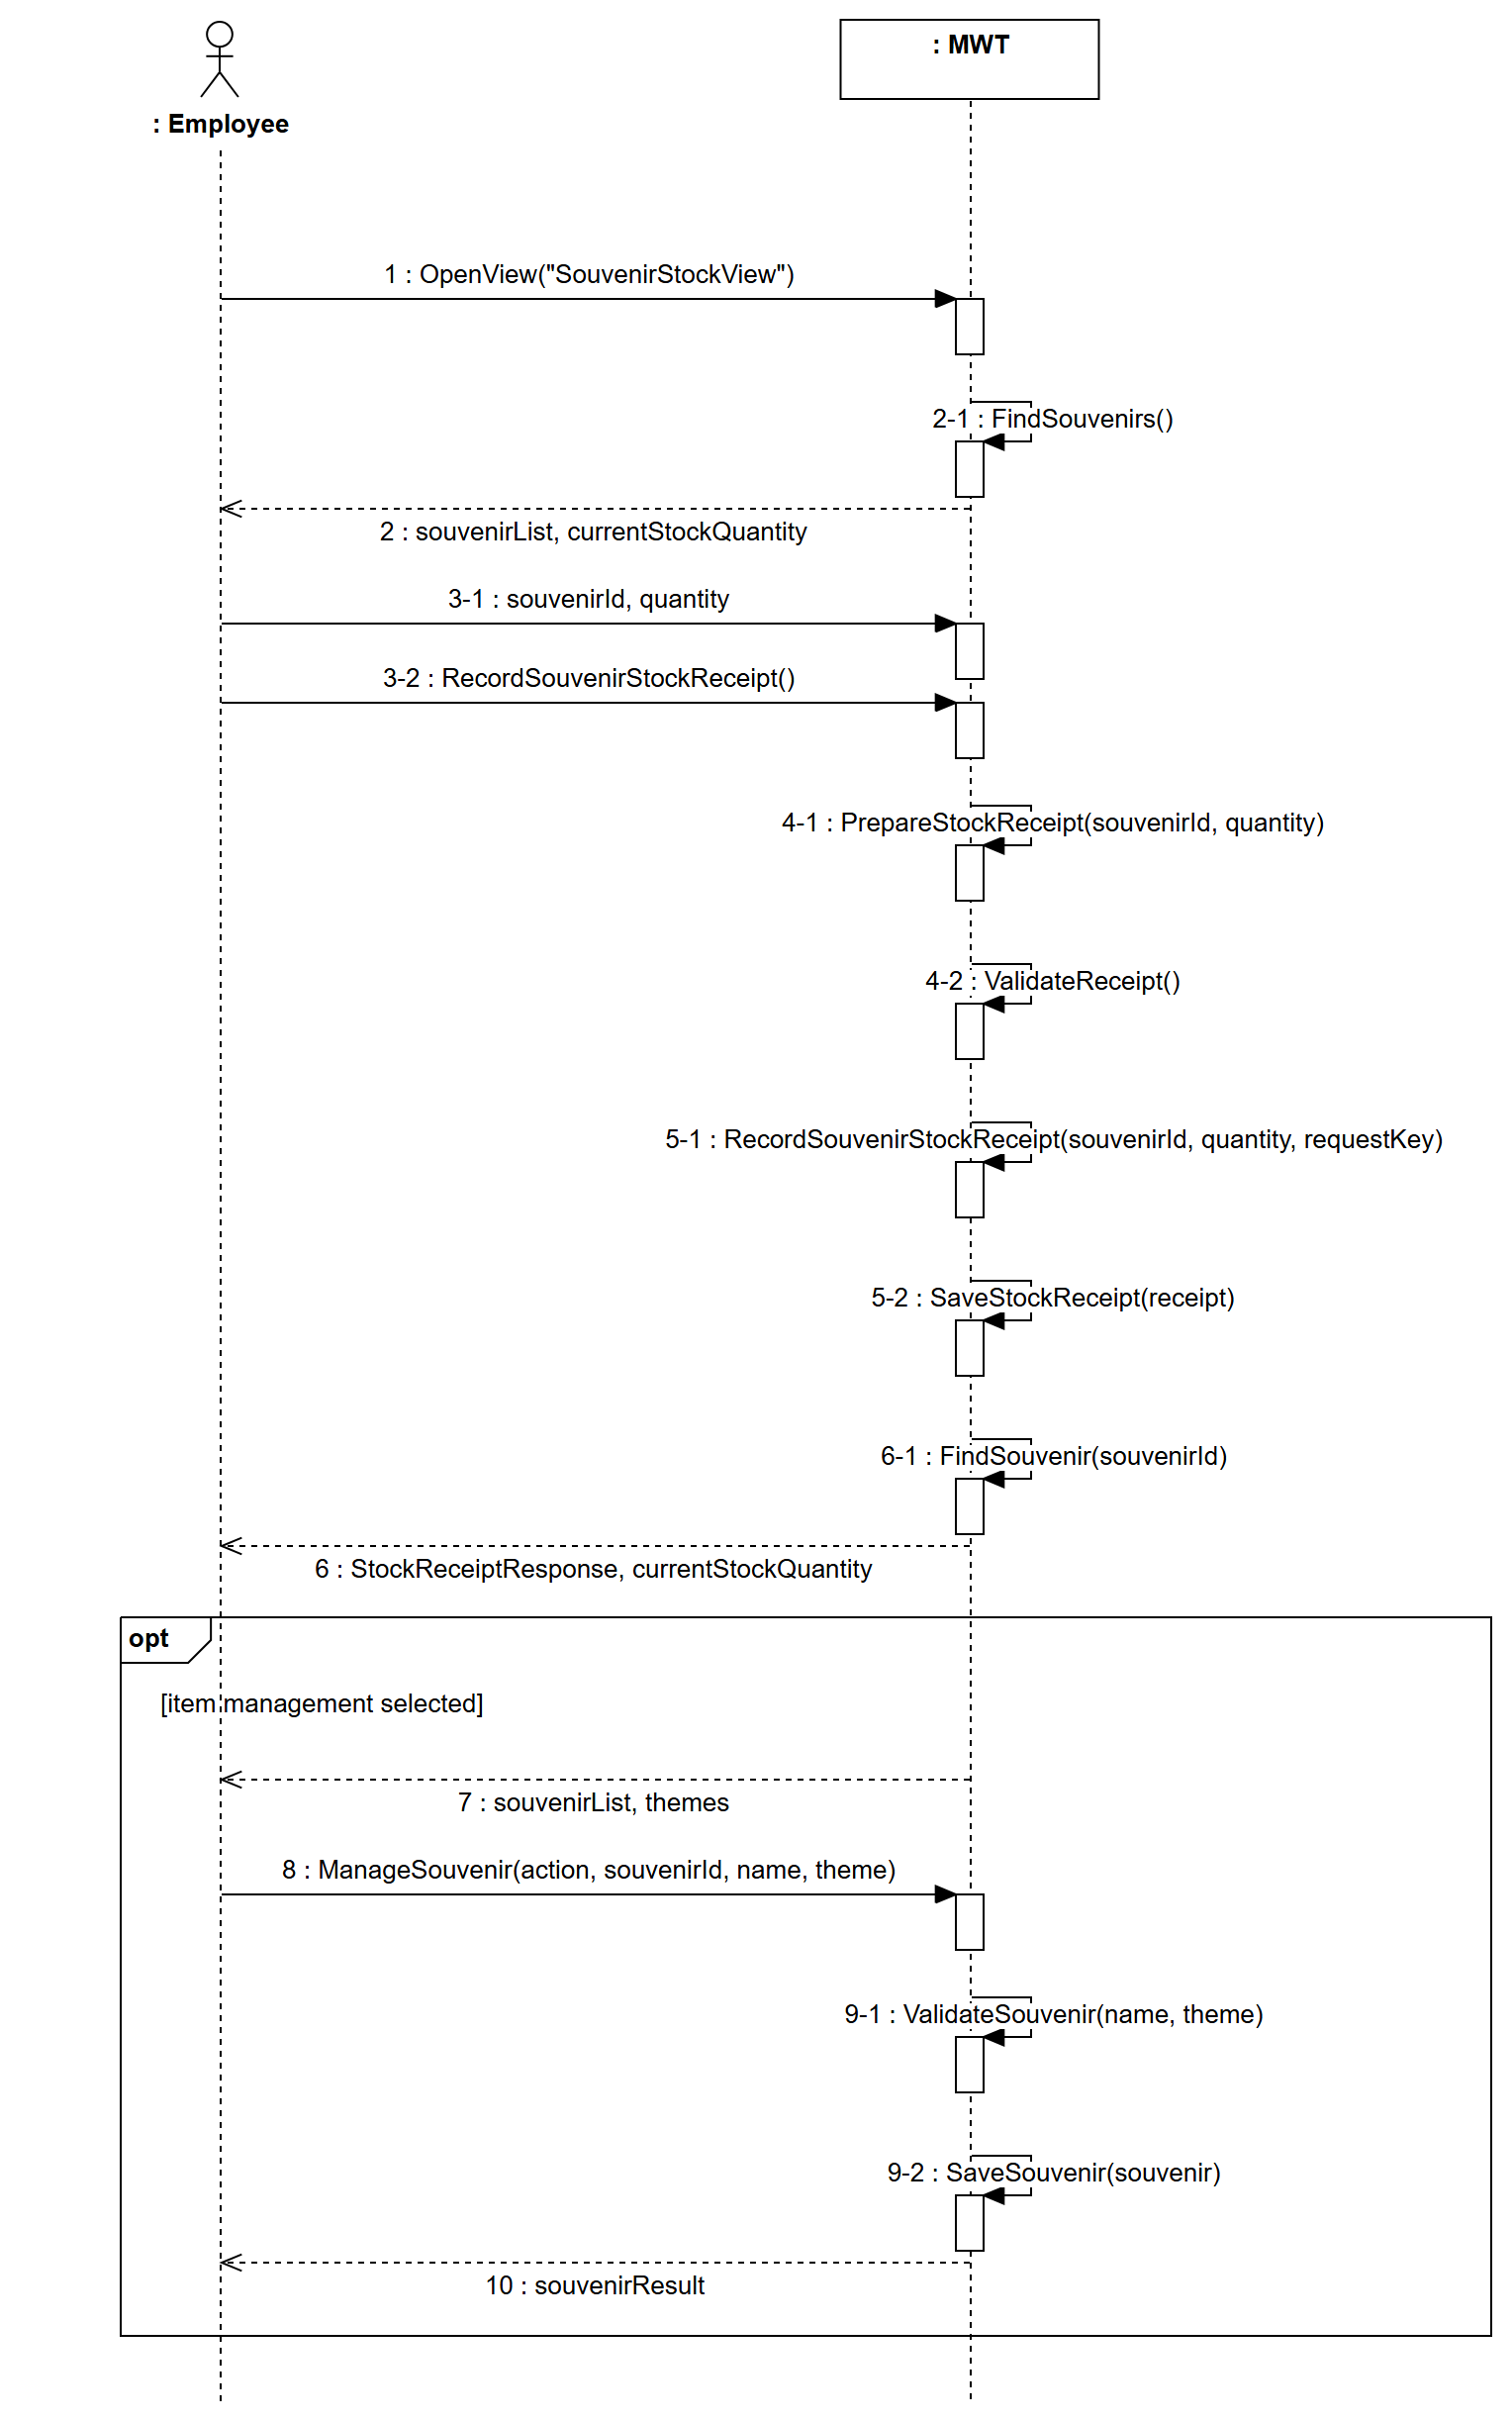 : Employee
: MWT
1 : OpenView("SouvenirStockView")
2-1 : FindSouvenirs()
2 : souvenirList, currentStockQuantity
3-1 : souvenirId, quantity
3-2 : RecordSouvenirStockReceipt()
4-1 : PrepareStockReceipt(souvenirId, quantity)
4-2 : ValidateReceipt()
5-1 : RecordSouvenirStockReceipt(souvenirId, quantity, requestKey)
5-2 : SaveStockReceipt(receipt)
6-1 : FindSouvenir(souvenirId)
6 : StockReceiptResponse, currentStockQuantity
opt
[item management selected]
7 : souvenirList, themes
8 : ManageSouvenir(action, souvenirId, name, theme)
9-1 : ValidateSouvenir(name, theme)
9-2 : SaveSouvenir(souvenir)
10 : souvenirResult